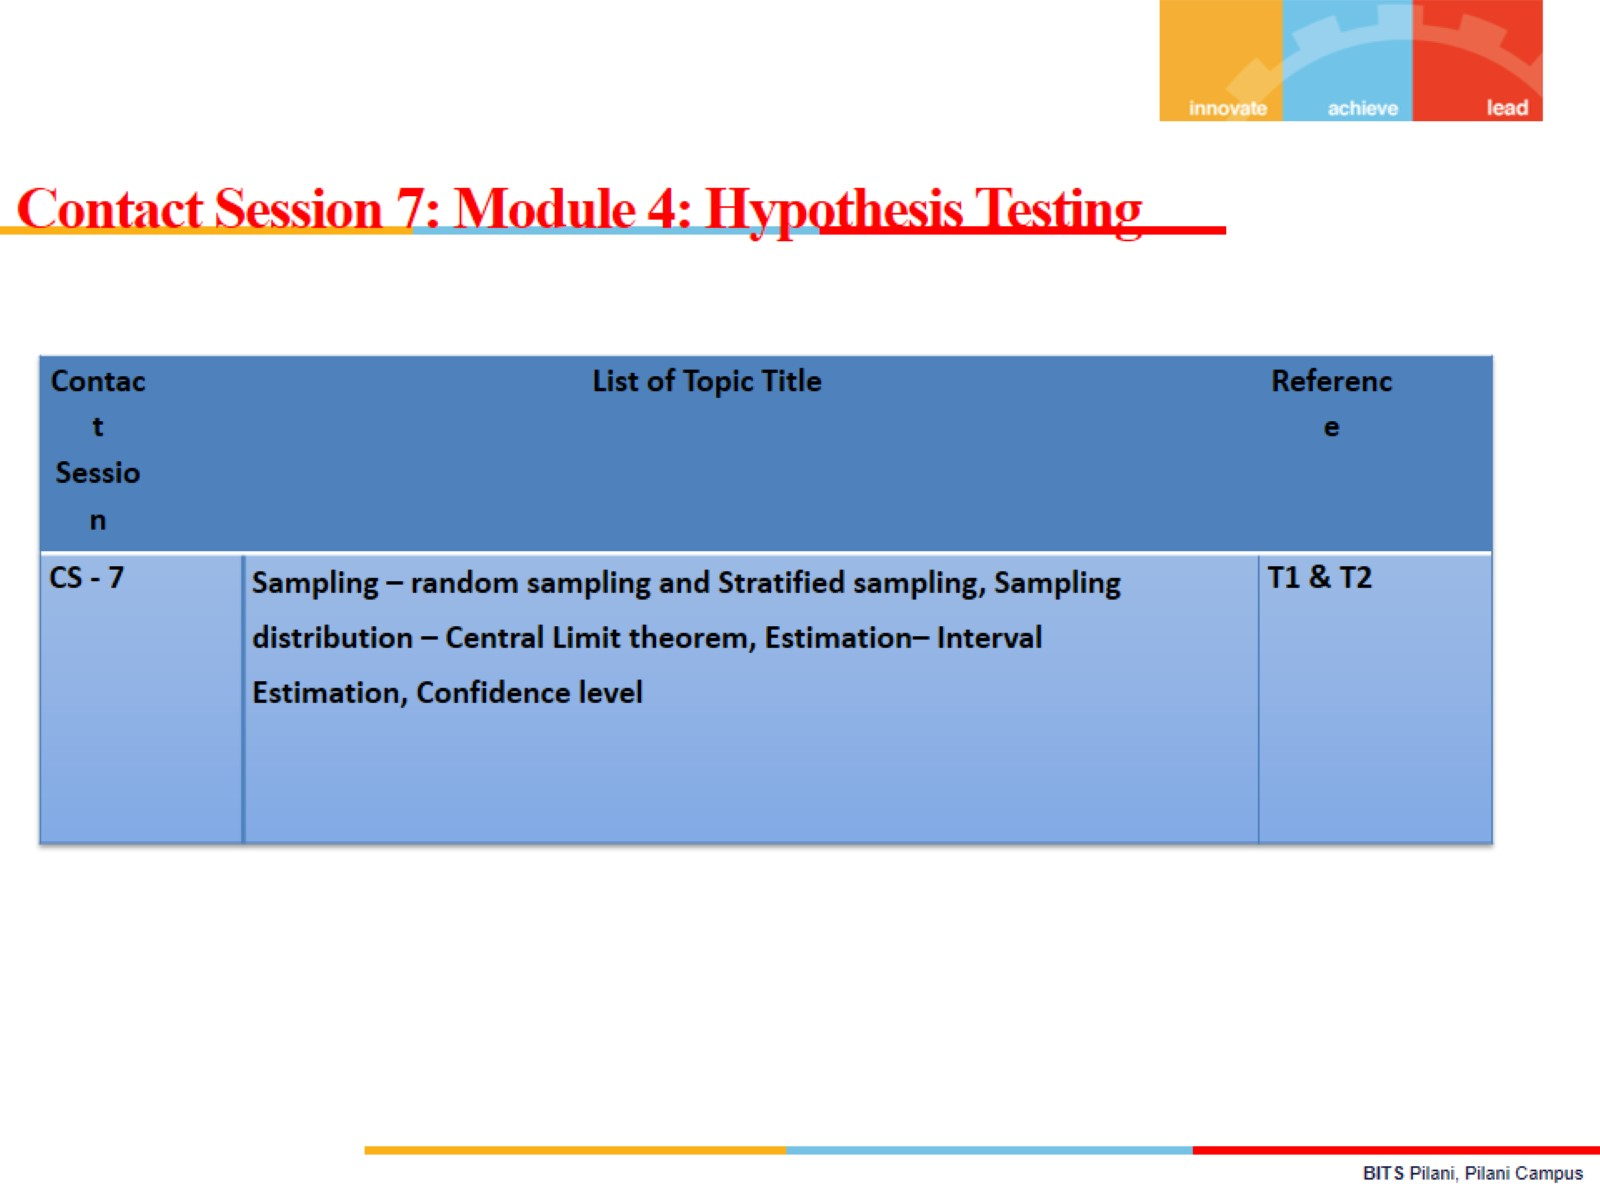 innovate achieve lead
Contact Session 7: Module 4: Hypothesis Testing
Contac
t
Sessio
n
List of Topic Title
Referenc
e
CS - 7
Sampling – random sampling and Stratified sampling, Sampling
distribution – Central Limit theorem, Estimation– Interval
Estimation, Confidence level
T1 & T2
BITS Pilani, Pilani Campus